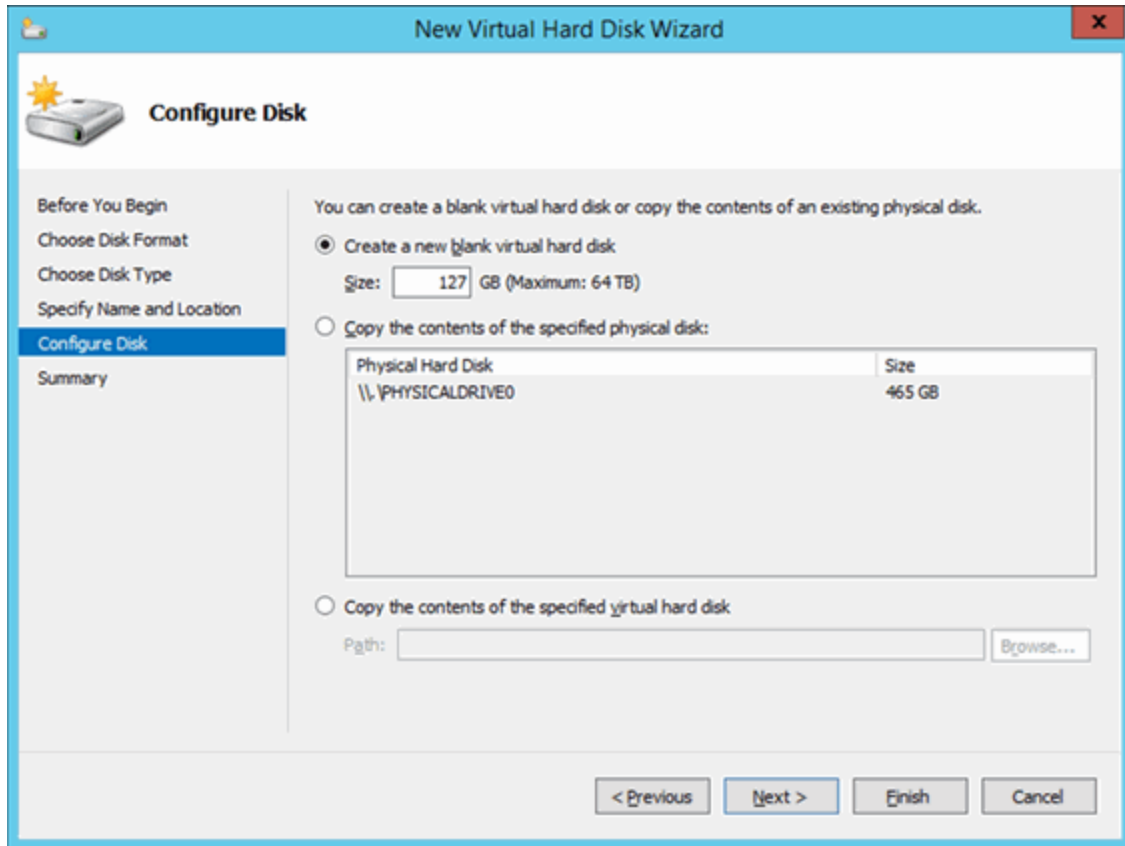 New Virtual Hard Disk Wizard
x
Configure Disk
Before You Begin
Choose Disk Format
Choose Disk Type
Specify Name and Location
Configure Disk
Summary
You can create a blank virtual hard disk or copy the contents of an existing physical disk.
Create a new blank virtual hard disk
Size: 127 GB (Maximum: 64 TB)
Copy the contents of the specified physical disk:
Physical Hard Disk Size
\\.\PHYSICALDRIVE0 465 GB
Copy the contents of the specified virtual hard disk
Path: Browse...
< Previous Next > Finish Cancel